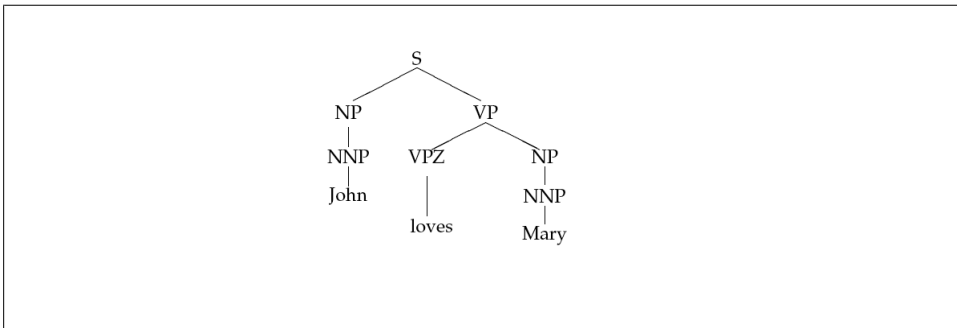 S
NP VP
NNP VPZ NP
John NNP
loves Mary